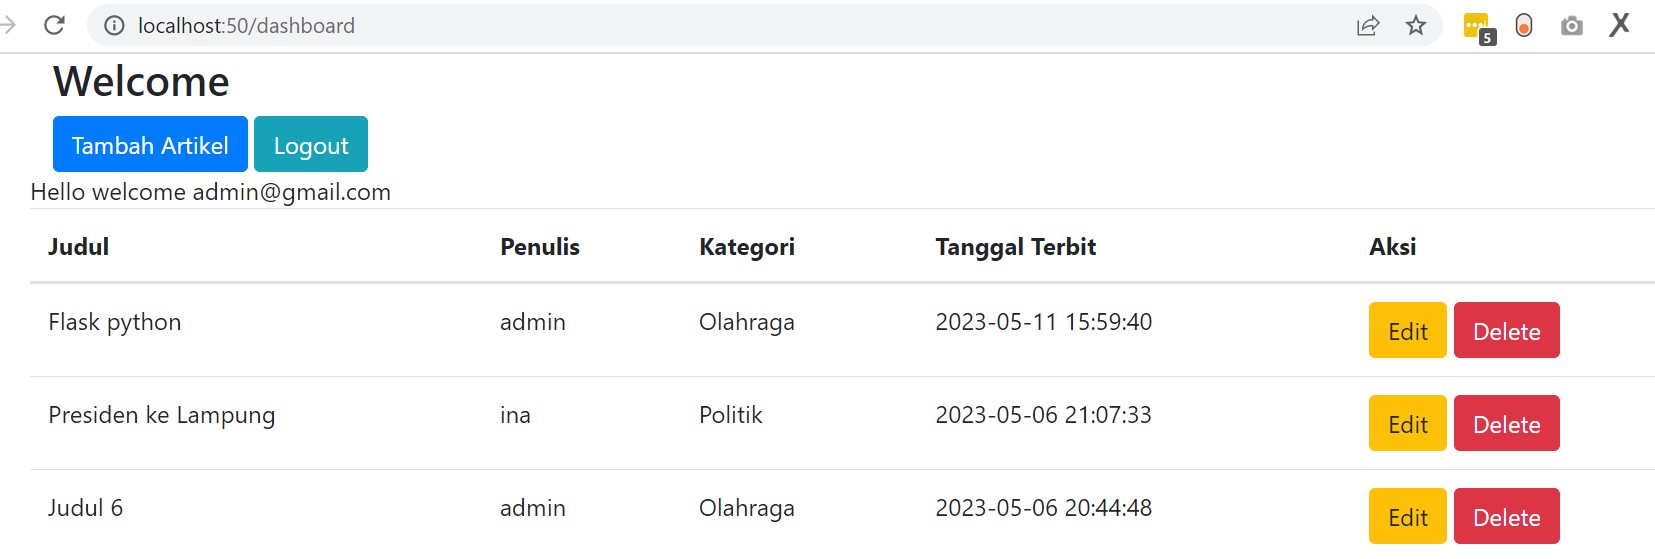 localhost:50/dashboard
5
Welcome
Tambah Artikel Logout
Hello welcome admin@gmail.com
Judul Penulis Kategori Tanggal Terbit Aksi
Flask python admin Olahraga 2023-05-11 15:59:40 Edit Delete
Presiden ke Lampung ina Politik 2023-05-06 21:07:33 Edit Delete
Judul 6 admin Olahraga 2023-05-06 20:44:48 Edit Delete